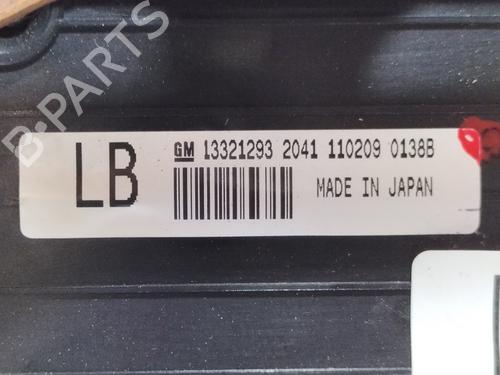 LB
GM 13321293 2041 110209 0138B
MADE IN JAPAN
B-PARTS